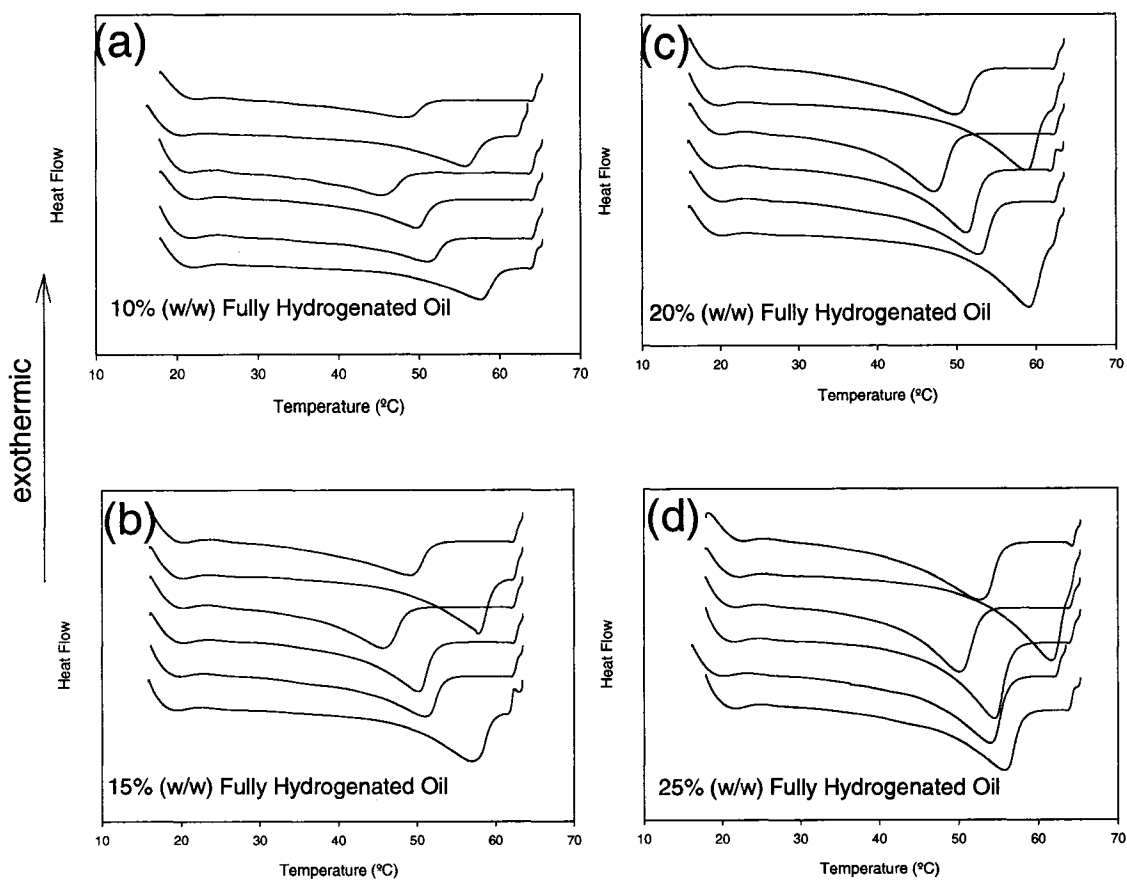 (a)
Heat Flow
10% (w/w) Fully Hydrogenated Oil
10 20 30 40 50 60 70
Temperature (ºC)
(c)
Heat Flow
20% (w/w) Fully Hydrogenated Oil
10 20 30 40 50 60 70
Temperature (ºC)
exothermic
(b)
Heat Flow
15% (w/w) Fully Hydrogenated Oil
10 20 30 40 50 60 70
Temperature (ºC)
(d)
Heat Flow
25% (w/w) Fully Hydrogenated Oil
10 20 30 40 50 60 70
Temperature (ºC)